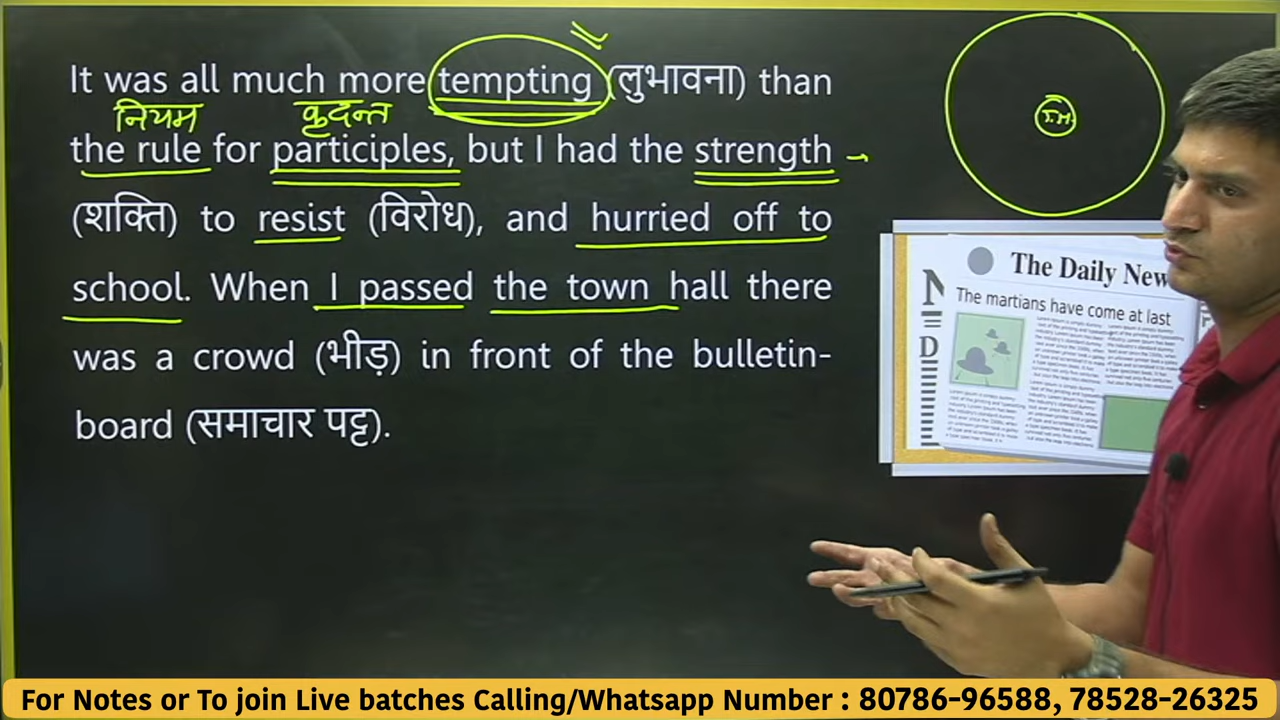 It was all much more tempting (लुभावना) than
नियम कृदन्त
the rule for participles, but I had the strength
(शक्ति) to resist (विरोध), and hurried off to
school. When I passed the town hall there
was a crowd (भीड़) in front of the bulletin-
board (समाचार पट्ट).
The Daily New
The martians have come at last
For Notes or To join Live batches Calling/Whatsapp Number : 80786-96588, 78528-26325